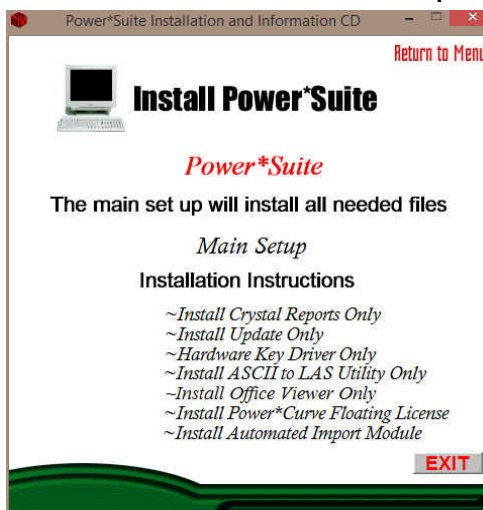 Power*Suite Installation and Information CD
Return to Menu
Install Power*Suite
Power*Suite
The main set up will install all needed files
Main Setup
Installation Instructions
~Install Crystal Reports Only
~Install Update Only
~Hardware Key Driver Only
~Install ASCII to LAS Utility Only
~Install Office Viewer Only
~Install Power*Curve Floating License
~Install Automated Import Module
EXIT